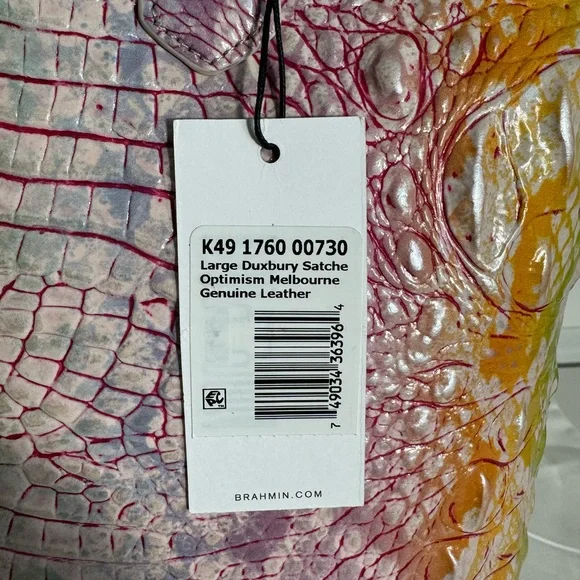 K49 1760 00730
Large Duxbury Satche
Optimism Melbourne
Genuine Leather
7 49034 36396 4
BRAHMIN.COM